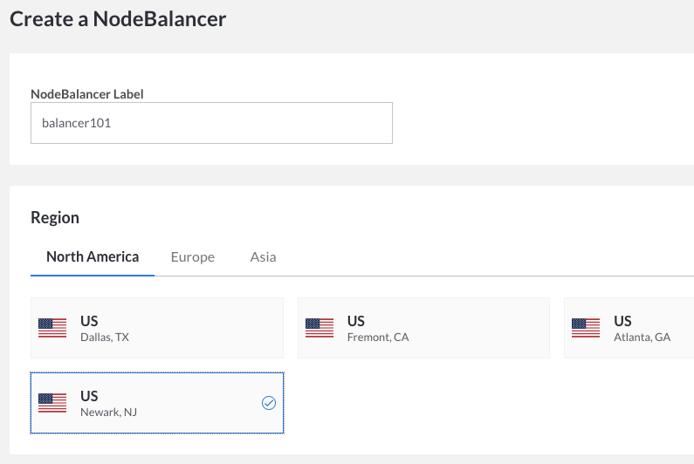 Create a NodeBalancer
NodeBalancer Label
balancer101
Region
North America Europe Asia
US
Dallas, TX
US
Fremont, CA
US
Atlanta, GA
US
Newark, NJ